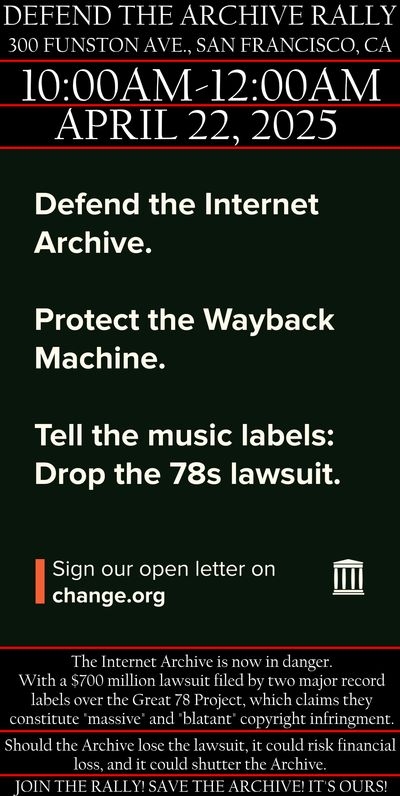 DEFEND THE ARCHIVE RALLY
300 FUNSTON AVE., SAN FRANCISCO, CA
10:00AM-12:00AM
APRIL 22, 2025
Defend the Internet
Archive.
Protect the Wayback
Machine.
Tell the music labels:
Drop the 78s lawsuit.
Sign our open letter on
change.org
The Internet Archive is now in danger.
With a $700 million lawsuit filed by two major record
labels over the Great 78 Project, which claims they
constitute "massive" and "blatant" copyright infringment.
Should the Archive lose the lawsuit, it could risk financial
loss, and it could shutter the Archive.
JOIN THE RALLY! SAVE THE ARCHIVE! IT'S OURS!